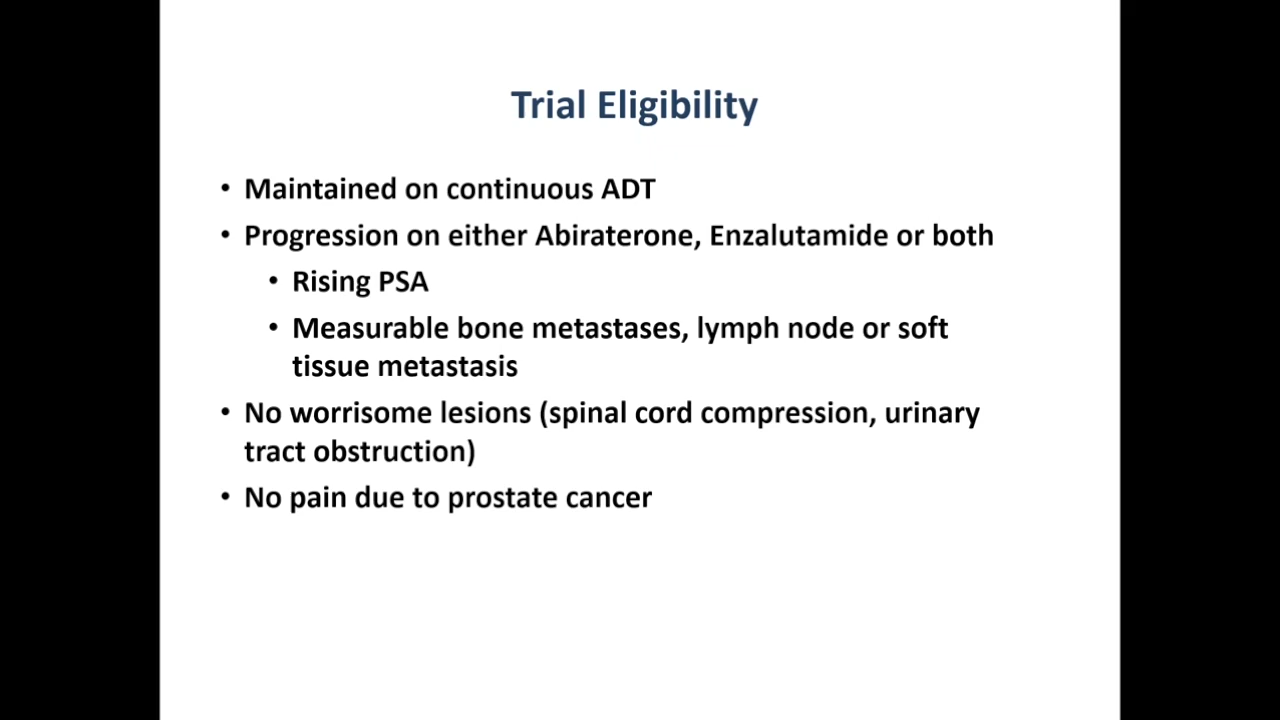 Trial Eligibility
• Maintained on continuous ADT
• Progression on either Abiraterone, Enzalutamide or both
• Rising PSA
• Measurable bone metastases, lymph node or soft
tissue metastasis
• No worrisome lesions (spinal cord compression, urinary
tract obstruction)
• No pain due to prostate cancer